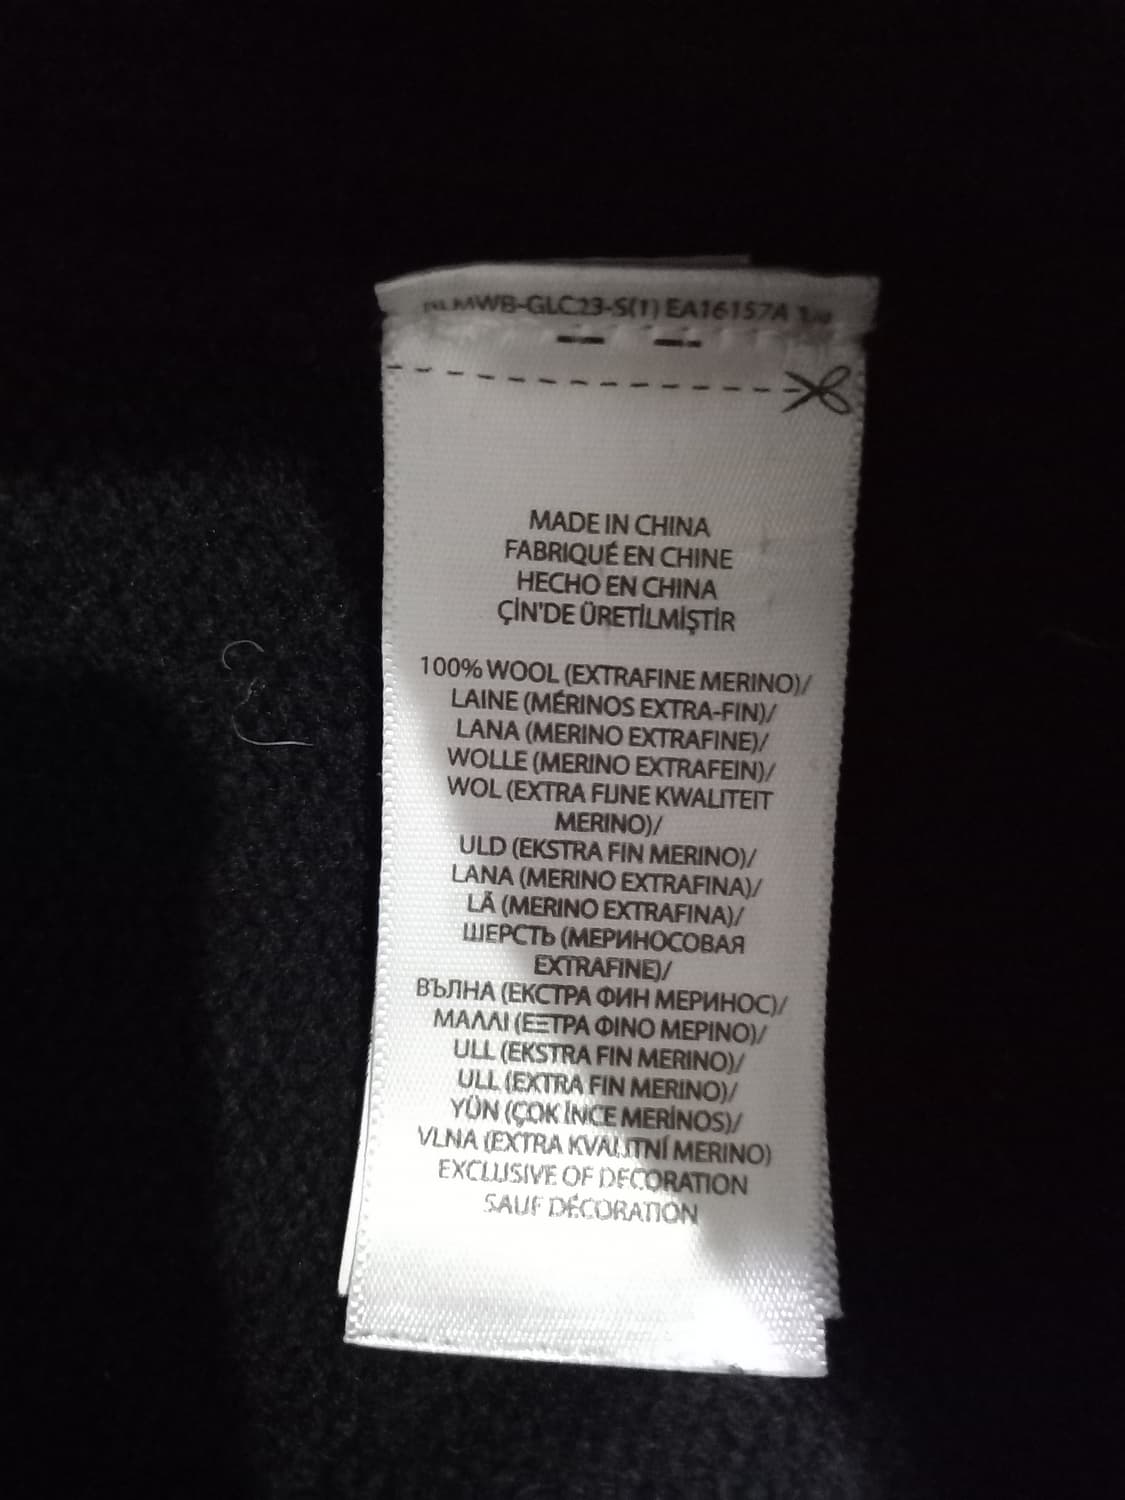 GLC23-S(1) EA16157A
MADE IN CHINA
FABRIQUÉ EN CHINE
HECHO EN CHINA
ÇİN'DE ÜRETİLMİŞTİR
100% WOOL (EXTRAFINE MERINO)/
LAINE (MÉRINOS EXTRA-FIN)/
LANA (MERINO EXTRAFINE)/
WOLLE (MERINO EXTRAFEIN)/
WOL (EXTRA FIJNE KWALITEIT
MERINO)/
ULD (EKSTRA FIN MERINO)/
LANA (MERINO EXTRAFINA)/
LÃ (MERINO EXTRAFINA)/
ШЕРСТЬ (МЕРИНОСОВАЯ
EXTRAFINE)/
ВЪЛНА (ЕКСТРА ФИН МЕРИНОС)/
ΜΑΛΛΙ (ΕΞΤΡΑ ΦΙΝΟ ΜΕΡΙΝΟ)/
ULL (EKSTRA FIN MERINO)/
ULL (EXTRA FIN MERINO)/
YÜN (ÇOK İNCE MERİNOS)/
VLNA (EXTRA KVALITNÍ MERINO)
EXCLUSIVE OF DECORATION
SAUF DÉCORATION